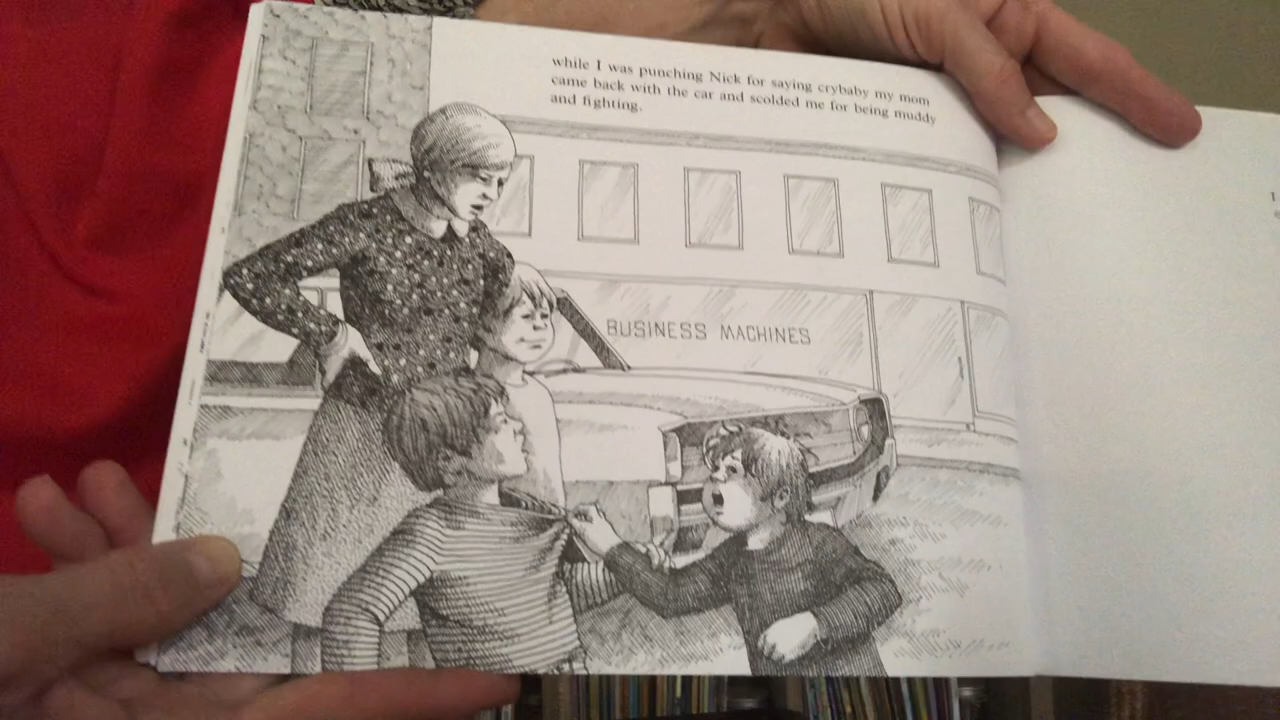 while I was punching Nick for saying crybaby my mom
came back with the car and scolded me for being muddy
and fighting.
BUSINESS MACHINES